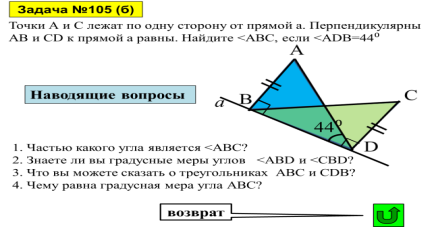 Задача №105 (б)
Точки А и С лежат по одну сторону от прямой а. Перпендикулярны
АВ и CD к прямой а равны. Найдите <ABC, если <ADB=44⁰
A
Наводящие вопросы
a
B
C
44⁰
D
1. Частью какого угла является <ABC?
2. Знаете ли вы градусные меры углов <ABD и <CBD?
3. Что вы можете сказать о треугольниках ABC и CDB?
4. Чему равна градусная мера угла ABC?
возврат